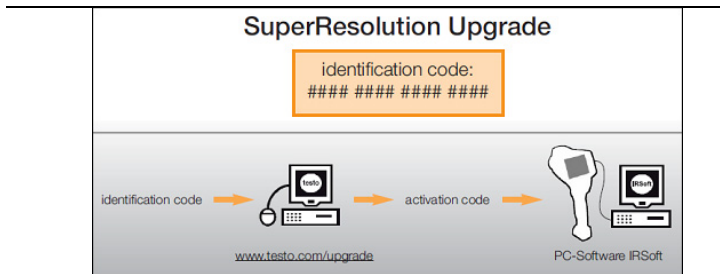 SuperResolution Upgrade
identification code:
#### #### #### ####
testo
IRSoft
identification code
activation code
www.testo.com/upgrade
PC-Software IRSoft